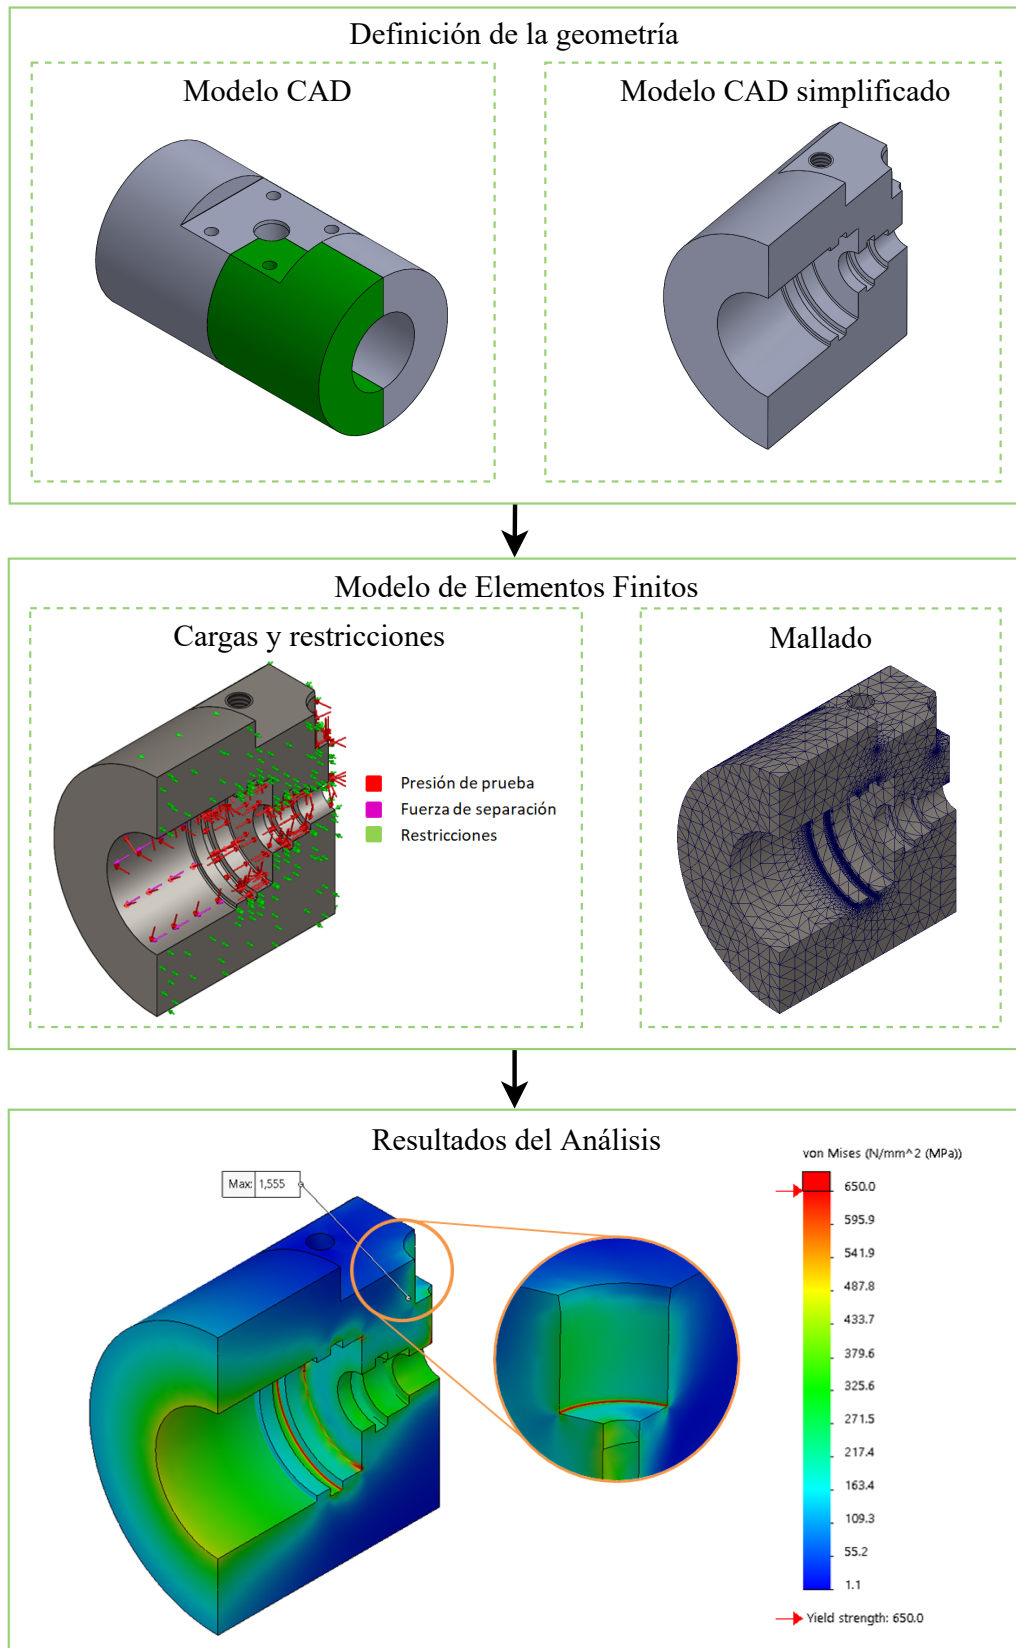 Definición de la geometría
Modelo CAD
Modelo CAD simplificado
Modelo de Elementos Finitos
Cargas y restricciones
Mallado
Presión de prueba
Fuerza de separación
Restricciones
Resultados del Análisis
von Mises (N/mm^2 (MPa))
Max: 1,555
650.0
595.9
541.9
487.8
433.7
379.6
325.6
271.5
217.4
163.4
109.3
55.2
1.1
Yield strength: 650.0